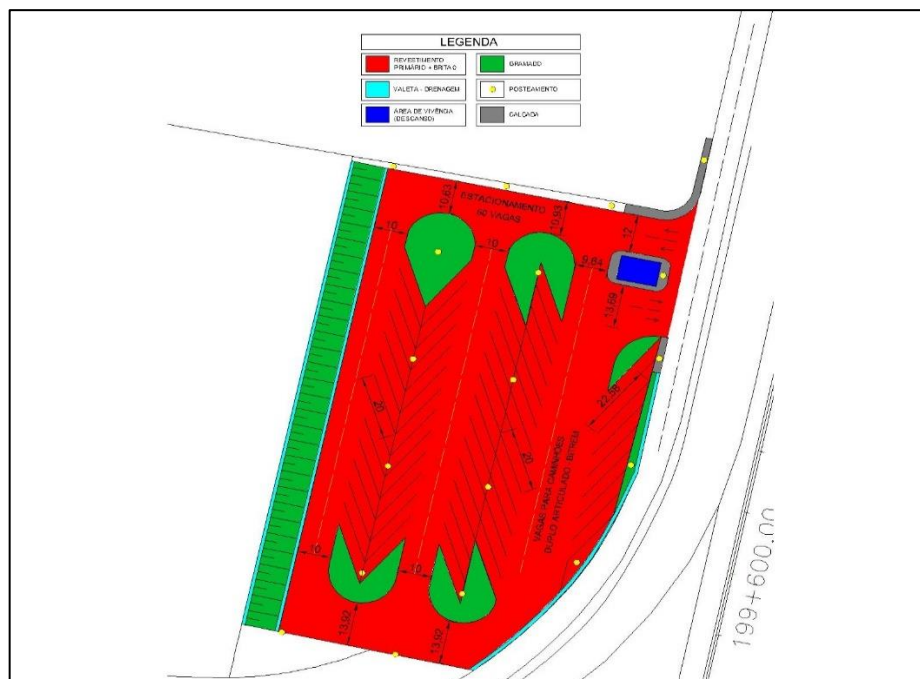 LEGENDA
REVESTIMENTO
PRIMÁRIO + BRITA 0
GRAMADO
VALETA - DRENAGEM
POSTEAMENTO
ÁREA DE VIVÊNCIA
(DESCANSO)
CALÇADA
ESTACIONAMENTO
60 VAGAS
10,63
10,93
12
10
10
9,64
13,69
22,58
VAGAS PARA CAMINHÕES
DUPLO ARTICULADO - BITREM
10
10
13,92
13,92
199+600.00